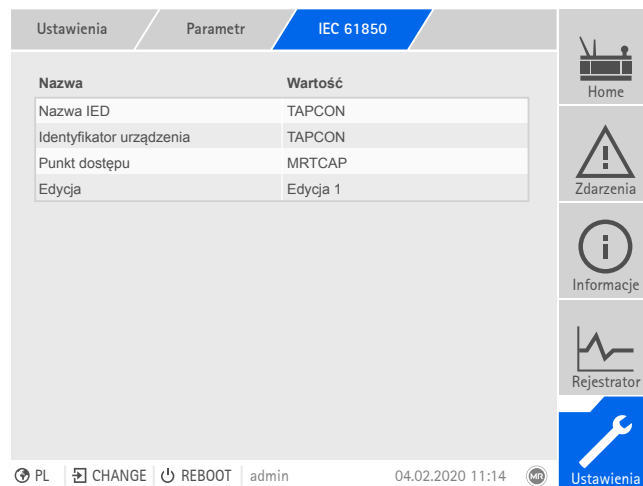 Ustawienia Parametr IEC 61850
Nazwa Wartość
Nazwa IED TAPCON
Identyfikator urządzenia TAPCON
Punkt dostępu MRTCAP
Edycja Edycja 1
Home
Zdarzenia
Informacje
Rejestrator
Ustawienia
PL CHANGE REBOOT admin 04.02.2020 11:14 MR